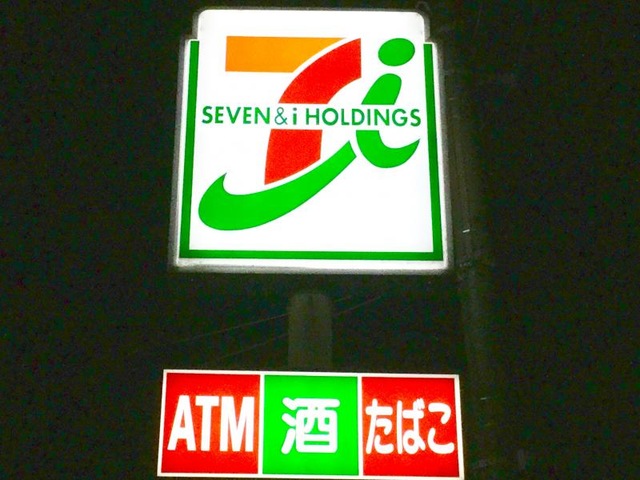 SEVEN & i HOLDINGS
ATM 酒 たばこ